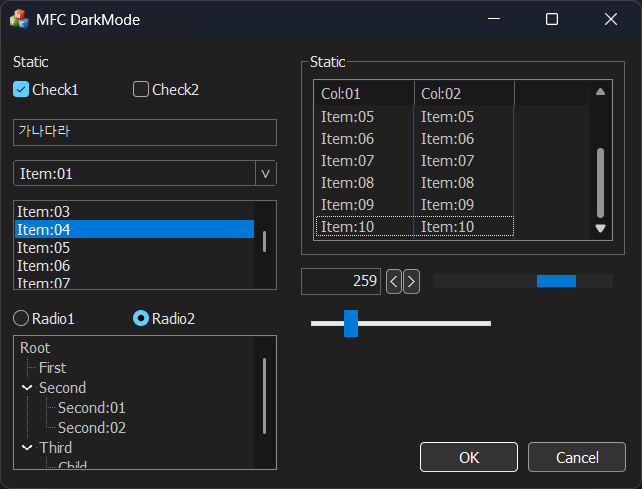 MFC DarkMode
Static
Check1 Check2
가나다라
Item:01
Item:03
Item:04
Item:05
Item:06
Item:07
Radio1 Radio2
Root
First
Second
Second:01
Second:02
Third
Child
Static
Col:01 Col:02
Item:05 Item:05
Item:06 Item:06
Item:07 Item:07
Item:08 Item:08
Item:09 Item:09
Item:10 Item:10
259
OK Cancel